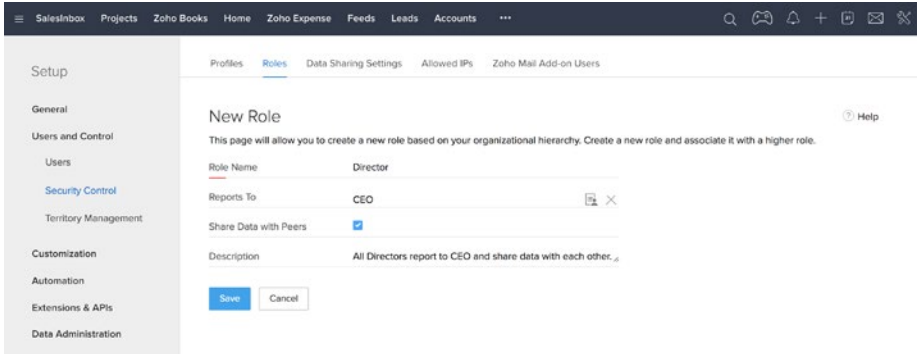 SalesInbox Projects Zoho Books Home Zoho Expense Feeds Leads Accounts •••
Setup
Profiles Roles Data Sharing Settings Allowed IPs Zoho Mail Add-on Users
General
Users and Control
Users
Security Control
Territory Management
Customization
Automation
Extensions & APIs
Data Administration
New Role
? Help
This page will allow you to create a new role based on your organizational hierarchy. Create a new role and associate it with a higher role.
Role Name Director
Reports To CEO
Share Data with Peers
Description All Directors report to CEO and share data with each other.
Save Cancel